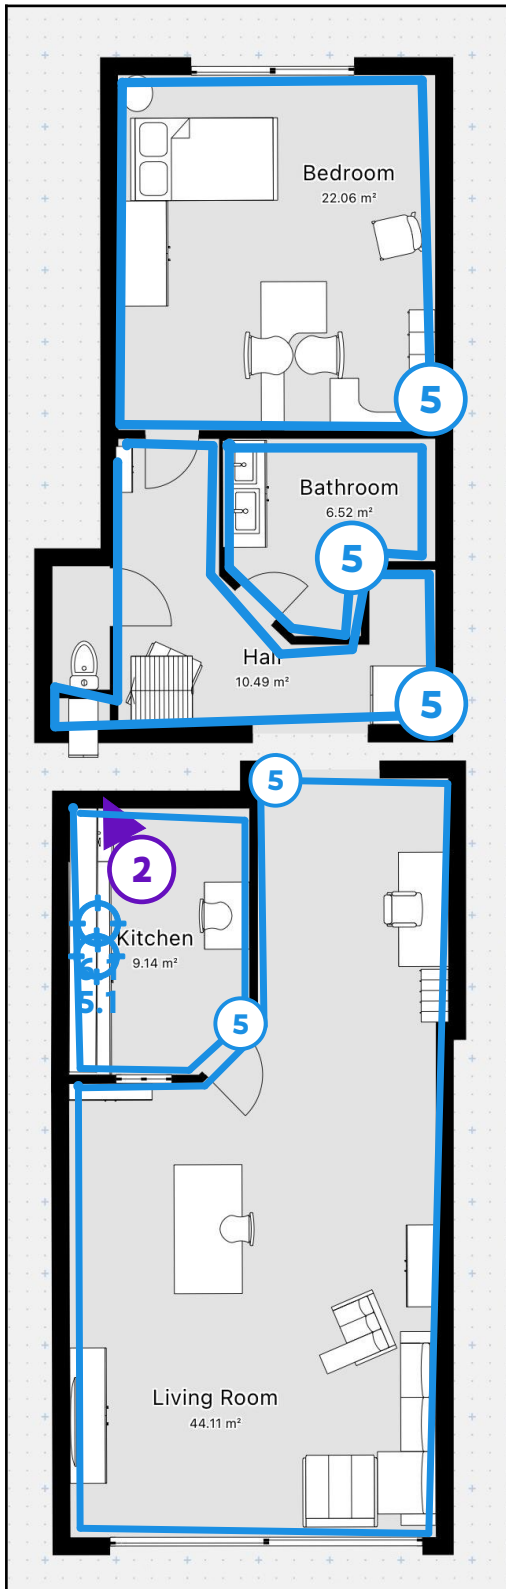 Bedroom
22.06 m²
5
Bathroom
6.52 m²
5
Hall
10.49 m²
5
5
2
Kitchen
9.14 m²
5.1
5
Living Room
44.11 m²